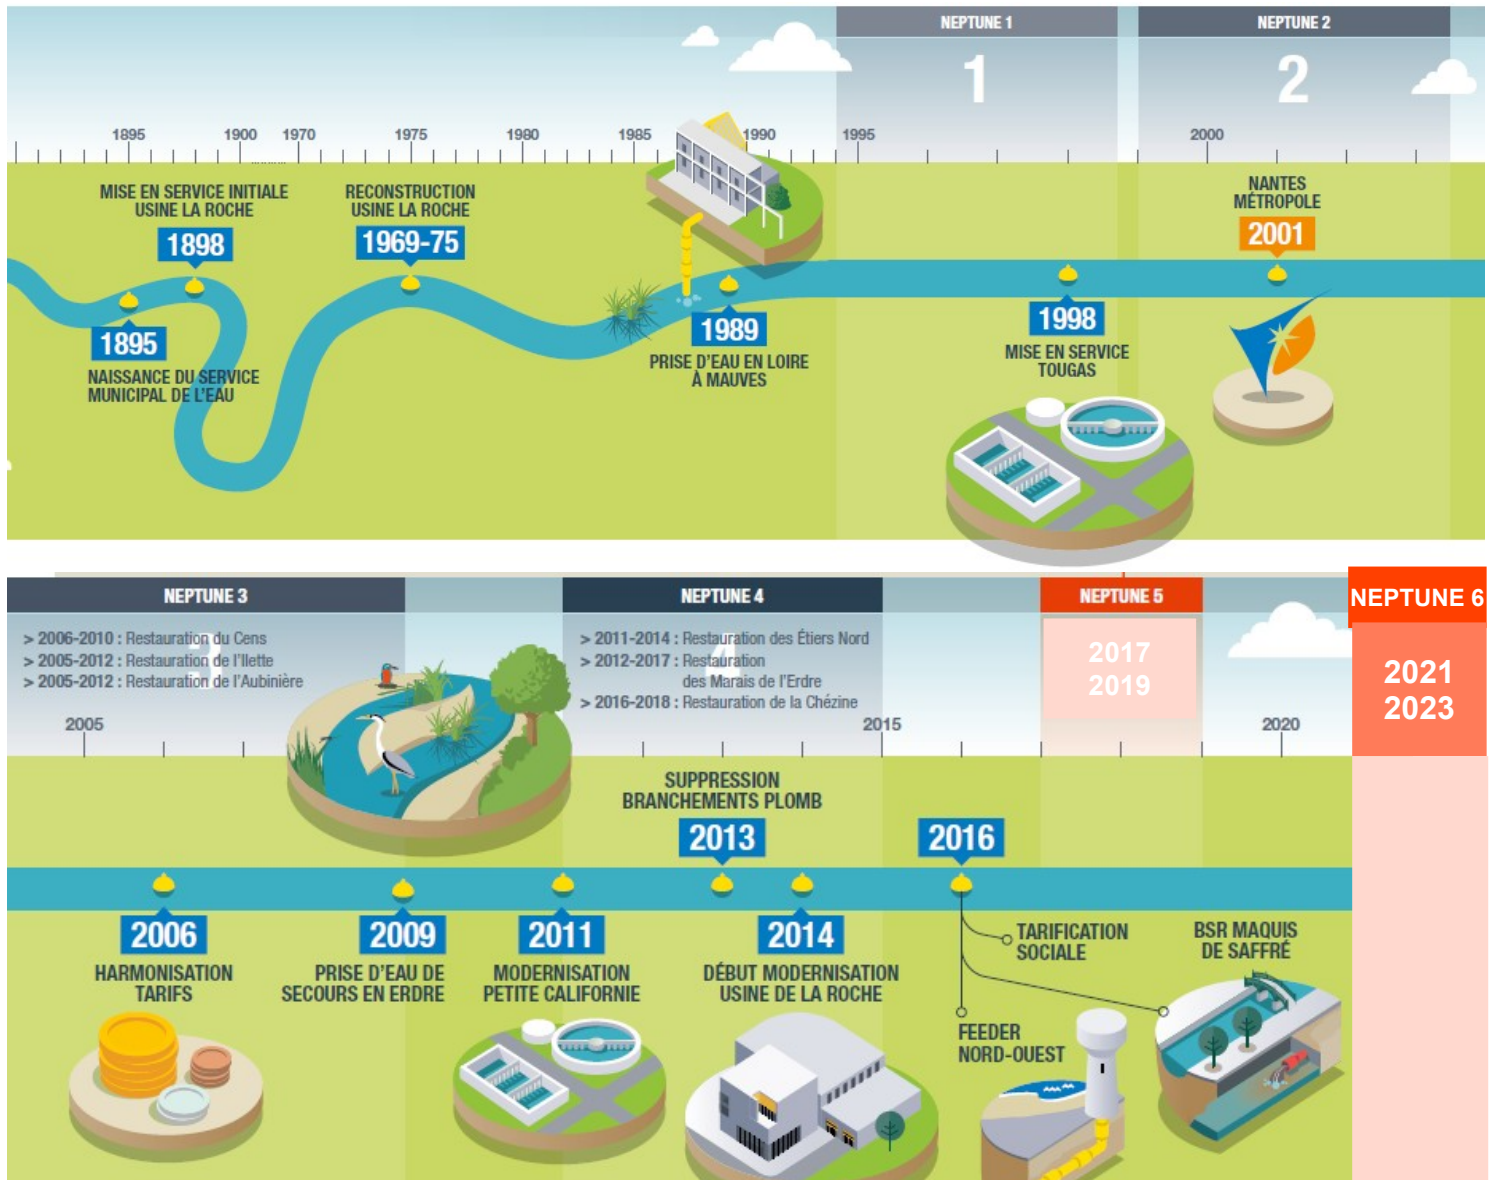 NEPTUNE 1
NEPTUNE 2
1
2
1895
1900
1970
1975
1980
1985
1990
1995
2000
MISE EN SERVICE INITIALE
USINE LA ROCHE
1898
RECONSTRUCTION
USINE LA ROCHE
1969-75
NANTES
MÉTROPOLE
2001
1895
NAISSANCE DU SERVICE
MUNICIPAL DE L'EAU
1989
PRISE D'EAU EN LOIRE
À MAUVES
1998
MISE EN SERVICE
TOUGAS
NEPTUNE 3
NEPTUNE 4
NEPTUNE 5
NEPTUNE 6
3
> 2006-2010 : Restauration du Cens
> 2005-2012 : Restauration de l'Ilette
> 2005-2012 : Restauration de l'Aubinière
4
> 2011-2014 : Restauration des Étiers Nord
> 2012-2017 : Restauration
des Marais de l'Erdre
> 2016-2018 : Restauration de la Chézine
2017
2019
2021
2023
2005
2015
2020
SUPPRESSION
BRANCHEMENTS PLOMB
2013
2016
2006
HARMONISATION
TARIFS
2009
PRISE D'EAU DE
SECOURS EN ERDRE
2011
MODERNISATION
PETITE CALIFORNIE
2014
DÉBUT MODERNISATION
USINE DE LA ROCHE
TARIFICATION
SOCIALE
BSR MAQUIS
DE SAFFRÉ
FEEDER
NORD-OUEST